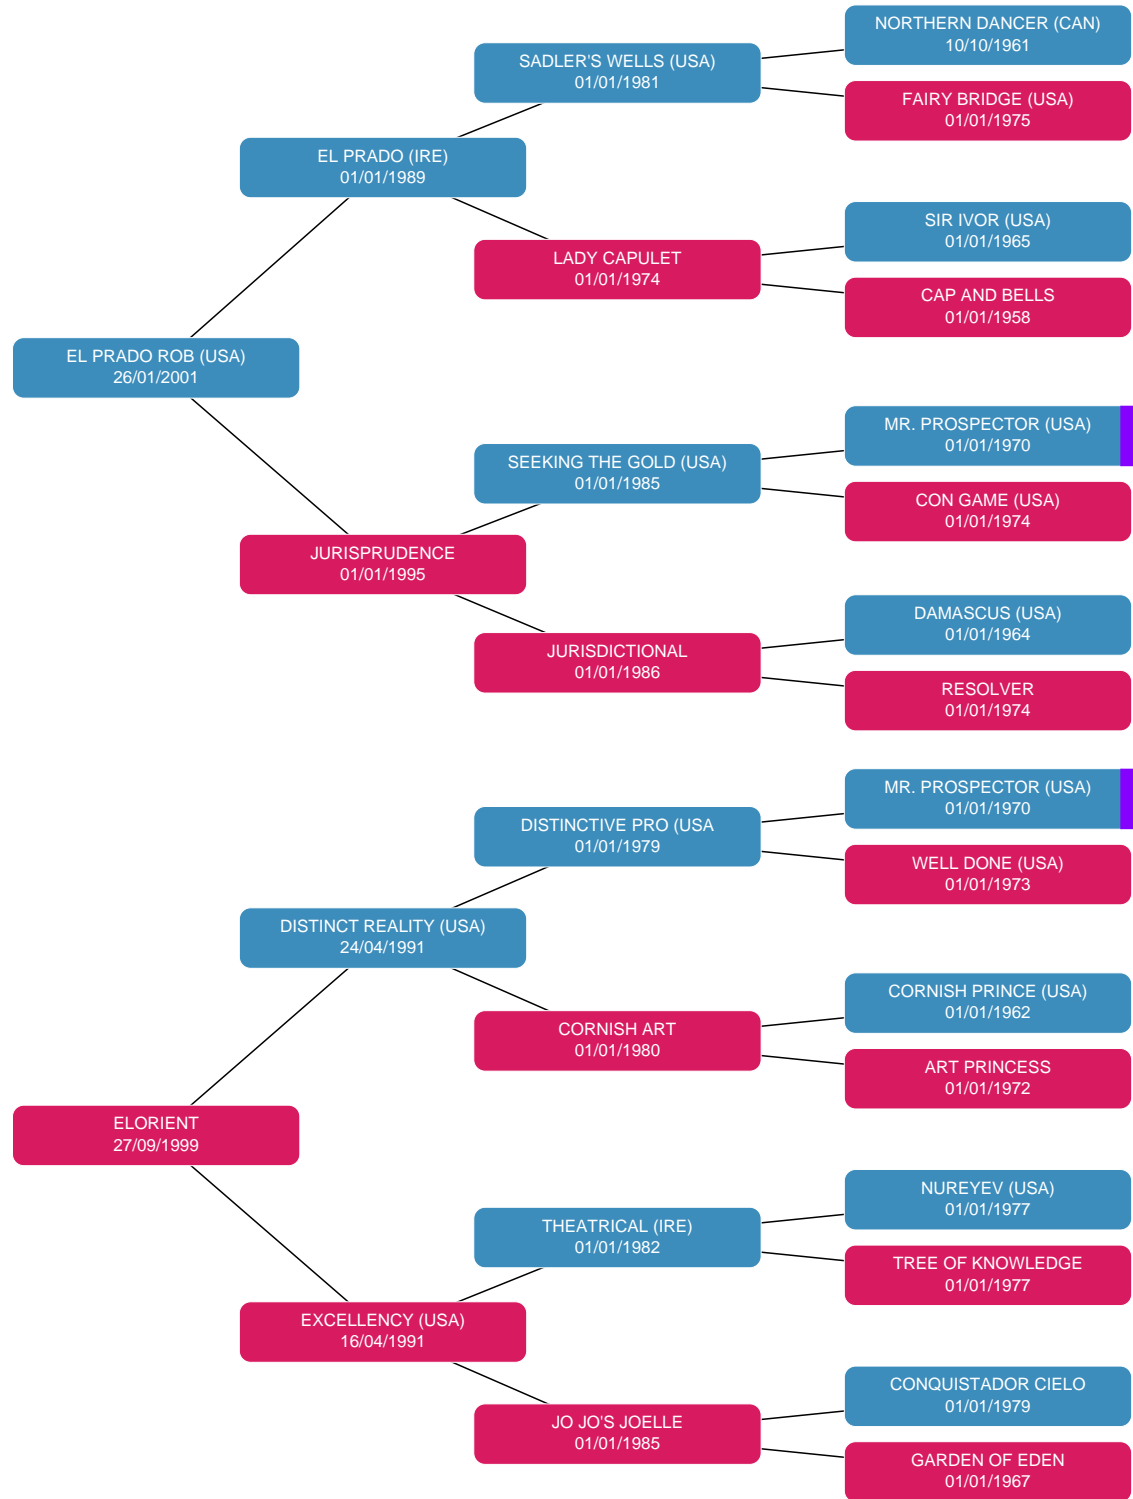 NORTHERN DANCER (CAN)
10/10/1961
SADLER'S WELLS (USA)
01/01/1981
FAIRY BRIDGE (USA)
01/01/1975
EL PRADO (IRE)
01/01/1989
SIR IVOR (USA)
01/01/1965
LADY CAPULET
01/01/1974
CAP AND BELLS
01/01/1958
EL PRADO ROB (USA)
26/01/2001
MR. PROSPECTOR (USA)
01/01/1970
SEEKING THE GOLD (USA)
01/01/1985
CON GAME (USA)
01/01/1974
JURISPRUDENCE
01/01/1995
DAMASCUS (USA)
01/01/1964
JURISDICTIONAL
01/01/1986
RESOLVER
01/01/1974
MR. PROSPECTOR (USA)
01/01/1970
DISTINCTIVE PRO (USA
01/01/1979
WELL DONE (USA)
01/01/1973
DISTINCT REALITY (USA)
24/04/1991
CORNISH PRINCE (USA)
01/01/1962
CORNISH ART
01/01/1980
ART PRINCESS
01/01/1972
ELORIENT
27/09/1999
NUREYEV (USA)
01/01/1977
THEATRICAL (IRE)
01/01/1982
TREE OF KNOWLEDGE
01/01/1977
EXCELLENCY (USA)
16/04/1991
CONQUISTADOR CIELO
01/01/1979
JO JO'S JOELLE
01/01/1985
GARDEN OF EDEN
01/01/1967